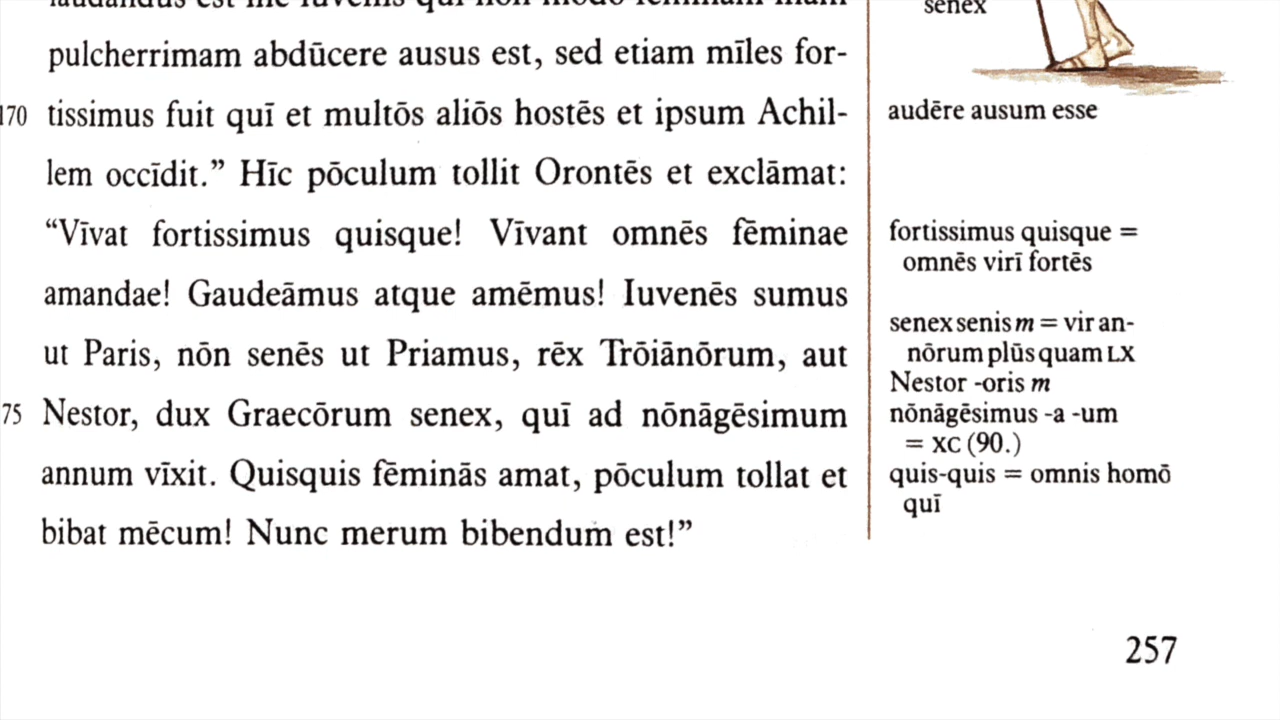 pulcherrimam abdūcere ausus est, sed etiam mīles for-
170 tissimus fuit quī et multōs aliōs hostēs et ipsum Achil-
lem occīdit.” Hīc pōculum tollit Orontēs et exclāmat:
“Vīvat fortissimus quisque! Vīvant omnēs fēminae
amandae! Gaudeāmus atque amēmus! Iuvenēs sumus
ut Paris, nōn senēs ut Priamus, rēx Trōiānōrum, aut
75 Nestor, dux Graecōrum senex, quī ad nōnāgēsimum
annum vīxit. Quisquis fēminās amat, pōculum tollat et
bibat mēcum! Nunc merum bibendum est!”
senex
audēre ausum esse
fortissimus quisque =
omnēs virī fortēs
senex senis m = vir an-
nōrum plūs quam LX
Nestor -oris m
nōnāgēsimus -a -um
= XC (90.)
quis-quis = omnis homō
quī
257